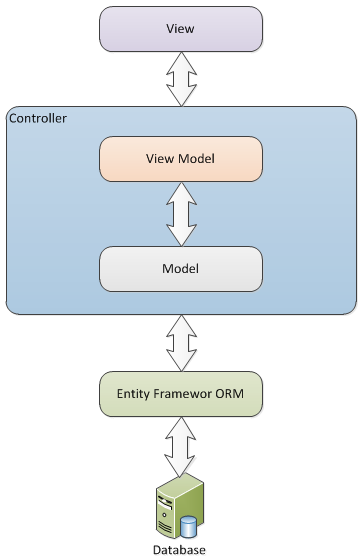 View
Controller
View Model
Model
Entity Framewor ORM
Database